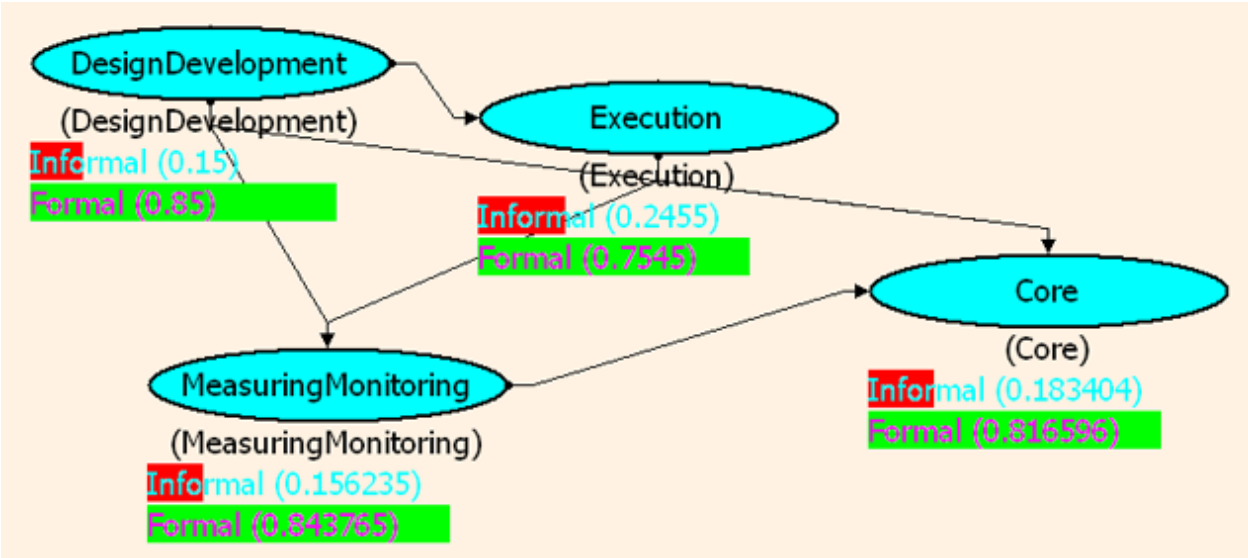 DesignDevelopment
(DesignDevelopment)
Informal (0.15)
Formal (0.85)
Execution
(Execution)
Informal (0.2455)
Formal (0.7545)
Core
(Core)
Informal (0.183404)
Formal (0.816596)
MeasuringMonitoring
(MeasuringMonitoring)
Informal (0.156235)
Formal (0.843765)